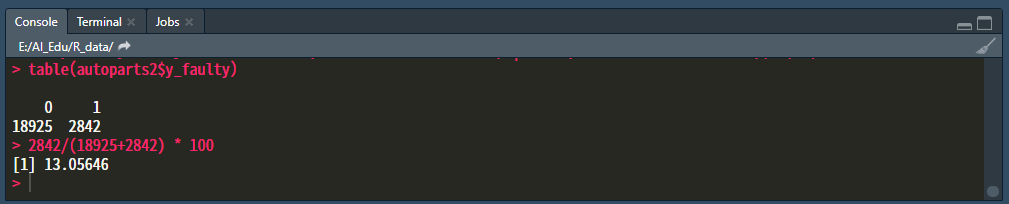 Console Terminal Jobs
E:/AI_Edu/R_data/
> table(autoparts2$y_faulty)
0 1
18925 2842
> 2842/(18925+2842) * 100
[1] 13.05646
>